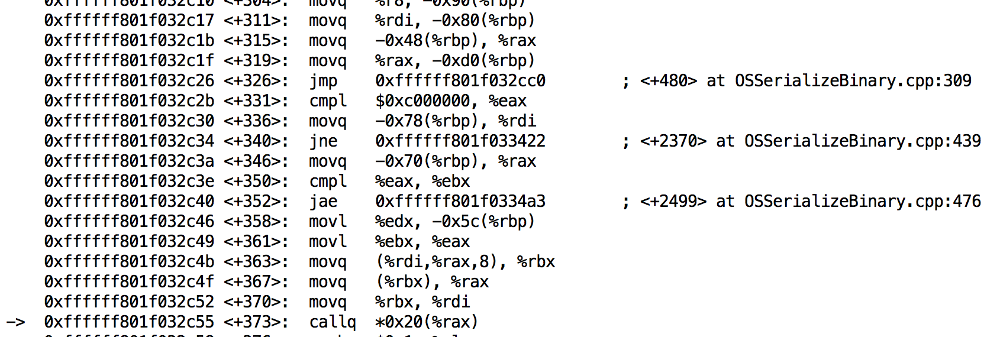 0xffffff801f032c10 <+304>: movq %r8, -0x90(%rbp)
0xffffff801f032c17 <+311>: movq %rdi, -0x80(%rbp)
0xffffff801f032c1b <+315>: movq -0x48(%rbp), %rax
0xffffff801f032c1f <+319>: movq %rax, -0xd0(%rbp)
0xffffff801f032c26 <+326>: jmp 0xffffff801f032cc0 ; <+480> at OSSerializeBinary.cpp:309
0xffffff801f032c2b <+331>: cmpl $0xc000000, %eax
0xffffff801f032c30 <+336>: movq -0x78(%rbp), %rdi
0xffffff801f032c34 <+340>: jne 0xffffff801f033422 ; <+2370> at OSSerializeBinary.cpp:439
0xffffff801f032c3a <+346>: movq -0x70(%rbp), %rax
0xffffff801f032c3e <+350>: cmpl %eax, %ebx
0xffffff801f032c40 <+352>: jae 0xffffff801f0334a3 ; <+2499> at OSSerializeBinary.cpp:476
0xffffff801f032c46 <+358>: movl %edx, -0x5c(%rbp)
0xffffff801f032c49 <+361>: movl %ebx, %eax
0xffffff801f032c4b <+363>: movq (%rdi,%rax,8), %rbx
0xffffff801f032c4f <+367>: movq (%rbx), %rax
0xffffff801f032c52 <+370>: movq %rbx, %rdi
-> 0xffffff801f032c55 <+373>: callq *0x20(%rax)